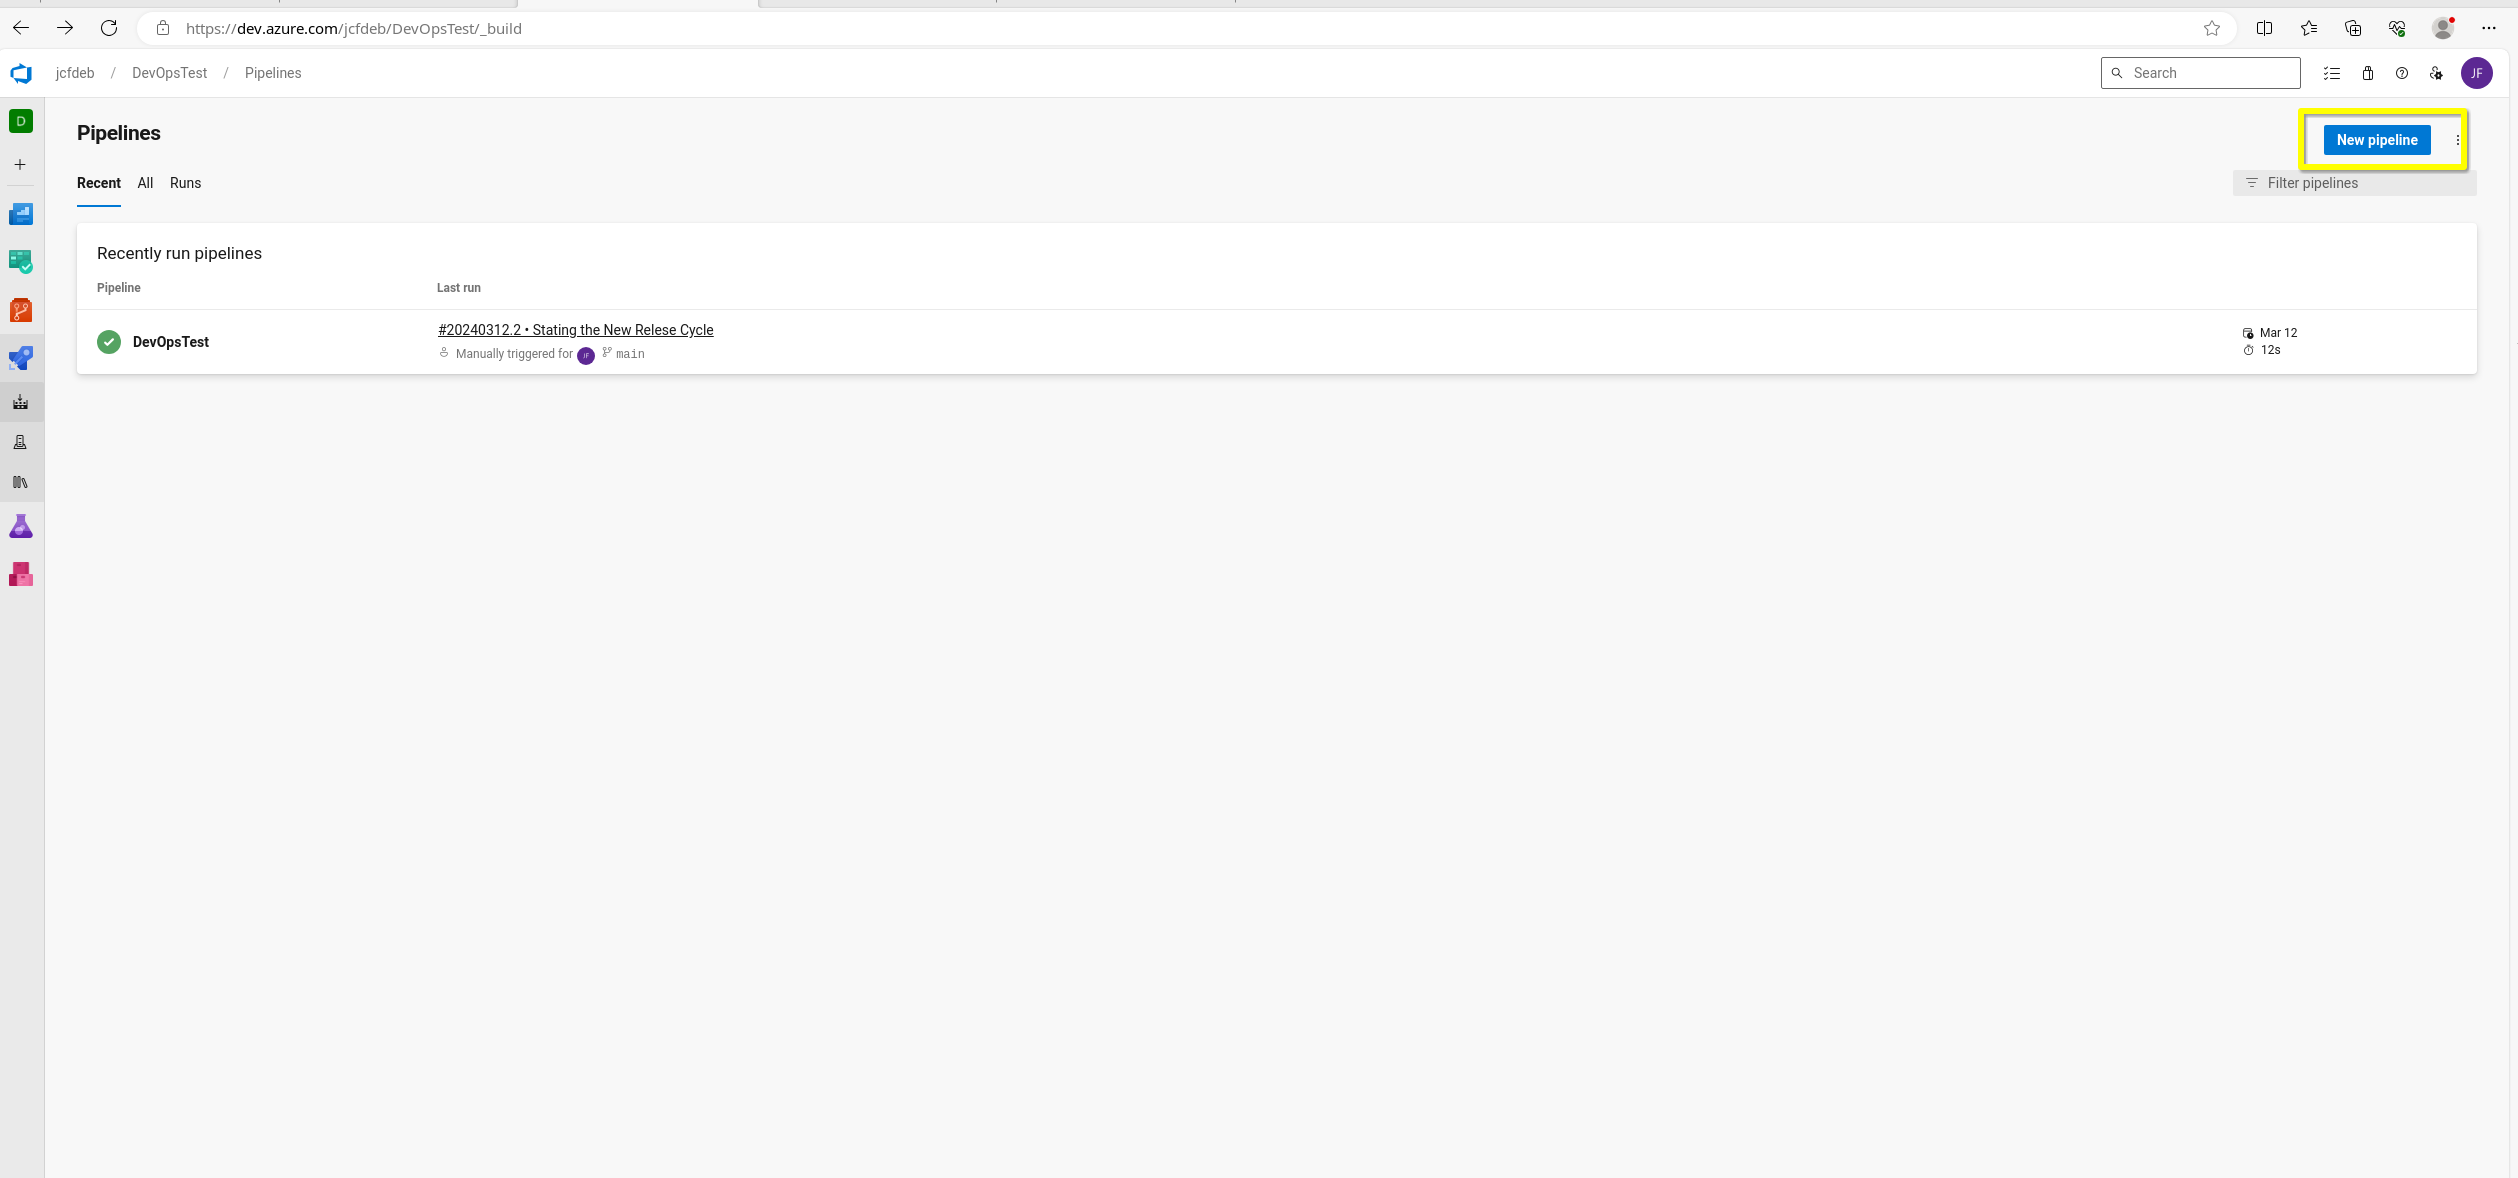 https://dev.azure.com/jcfdeb/DevOpsTest/_build
jcfdeb / DevOpsTest / Pipelines
Search
JF
D
Pipelines
New pipeline
Recent All Runs
Filter pipelines
Recently run pipelines
Pipeline Last run
#20240312.2 • Stating the New Relese Cycle
Mar 12
DevOpsTest
12s
Manually triggered for JF main